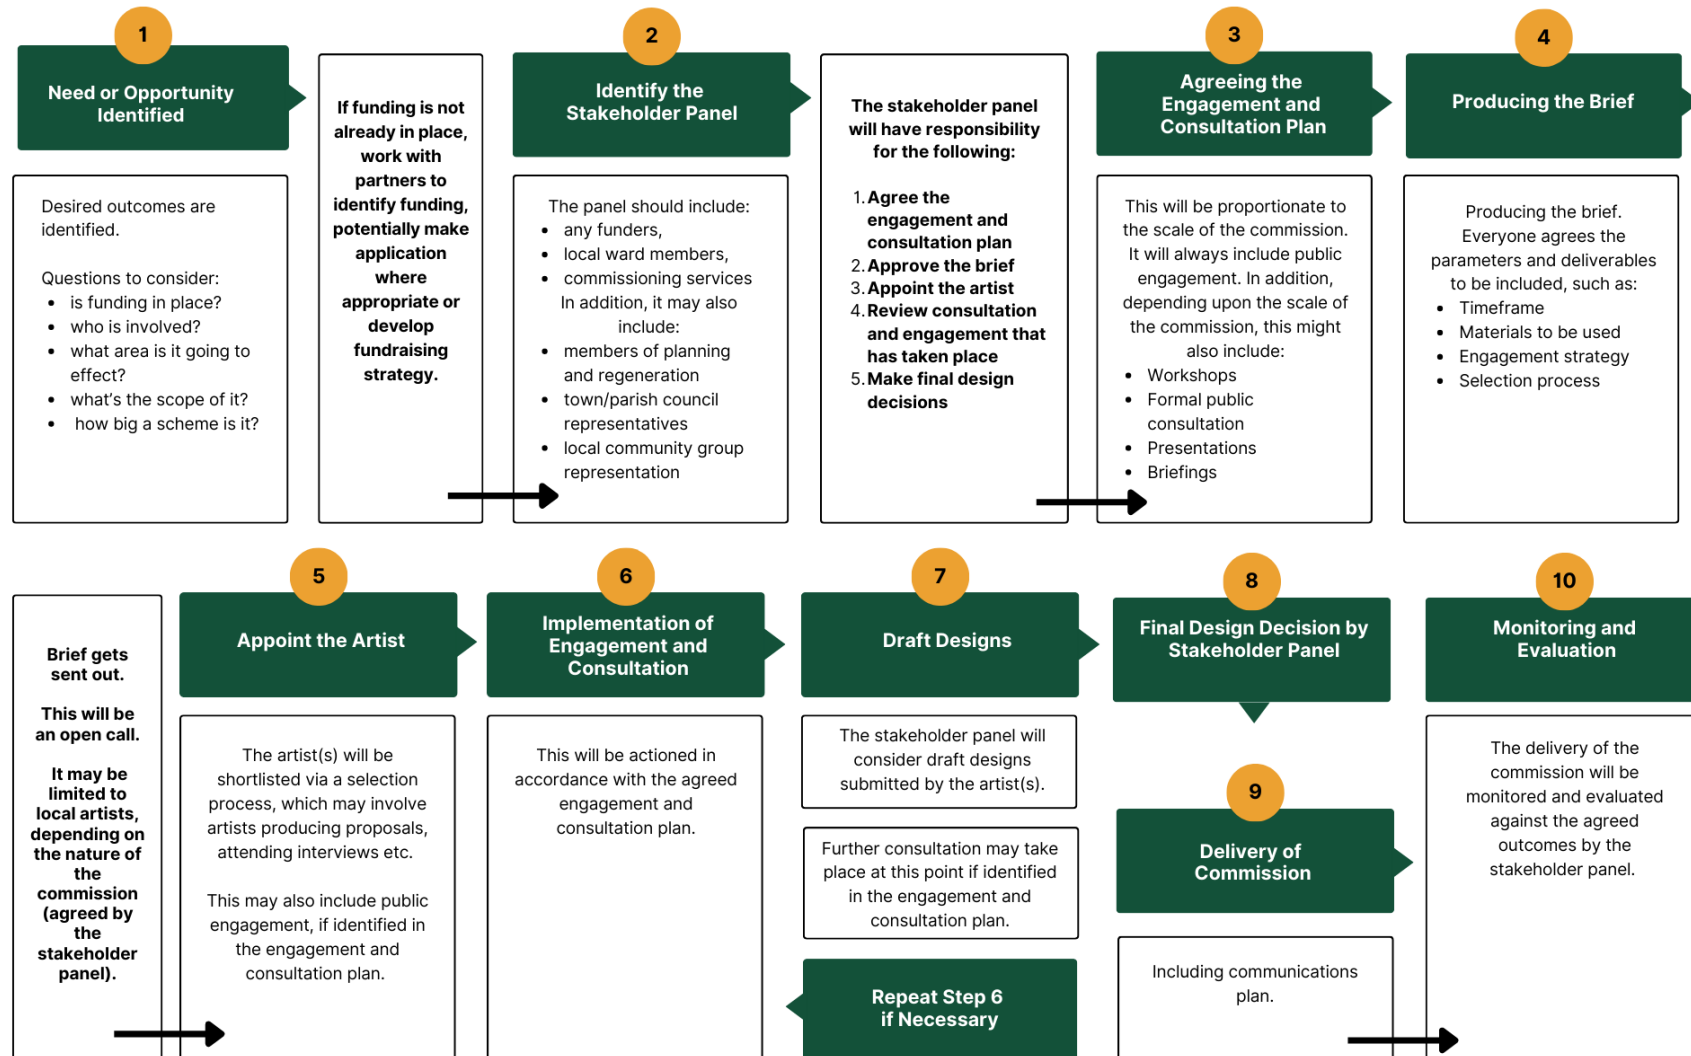 1
Need or Opportunity
Identified
Desired outcomes are
identified.
Questions to consider:
• is funding in place?
• who is involved?
• what area is it going to
effect?
• what's the scope of it?
• how big a scheme is it?
If funding is not
already in place,
work with
partners to
identify funding,
potentially make
application
where
appropriate or
develop
fundraising
strategy.
2
Identify the
Stakeholder Panel
The panel should include:
• any funders,
• local ward members,
• commissioning services
In addition, it may also
include:
• members of planning
and regeneration
• town/parish council
representatives
• local community group
representation
The stakeholder panel
will have responsibility
for the following:
1. Agree the
engagement and
consultation plan
2. Approve the brief
3. Appoint the artist
4. Review consultation
and engagement that
has taken place
5. Make final design
decisions
3
Agreeing the
Engagement and
Consultation Plan
This will be proportionate to
the scale of the commission.
It will always include public
engagement. In addition,
depending upon the scale of
the commission, this might
also include:
• Workshops
• Formal public
consultation
• Presentations
• Briefings
4
Producing the Brief
Producing the brief.
Everyone agrees the
parameters and deliverables
to be included, such as:
• Timeframe
• Materials to be used
• Engagement strategy
• Selection process
Brief gets
sent out.
This will be
an open call.
It may be
limited to
local artists,
depending on
the nature of
the
commission
(agreed by
the
stakeholder
panel).
5
Appoint the Artist
The artist(s) will be
shortlisted via a selection
process, which may involve
artists producing proposals,
attending interviews etc.
This may also include public
engagement, if identified in
the engagement and
consultation plan.
6
Implementation of
Engagement and
Consultation
This will be actioned in
accordance with the agreed
engagement and
consultation plan.
7
Draft Designs
The stakeholder panel will
consider draft designs
submitted by the artist(s).
Further consultation may take
place at this point if identified
in the engagement and
consultation plan.
Repeat Step 6
if Necessary
8
Final Design Decision by
Stakeholder Panel
9
Delivery of
Commission
Including communications
plan.
10
Monitoring and
Evaluation
The delivery of the
commission will be
monitored and evaluated
against the agreed
outcomes by the
stakeholder panel.